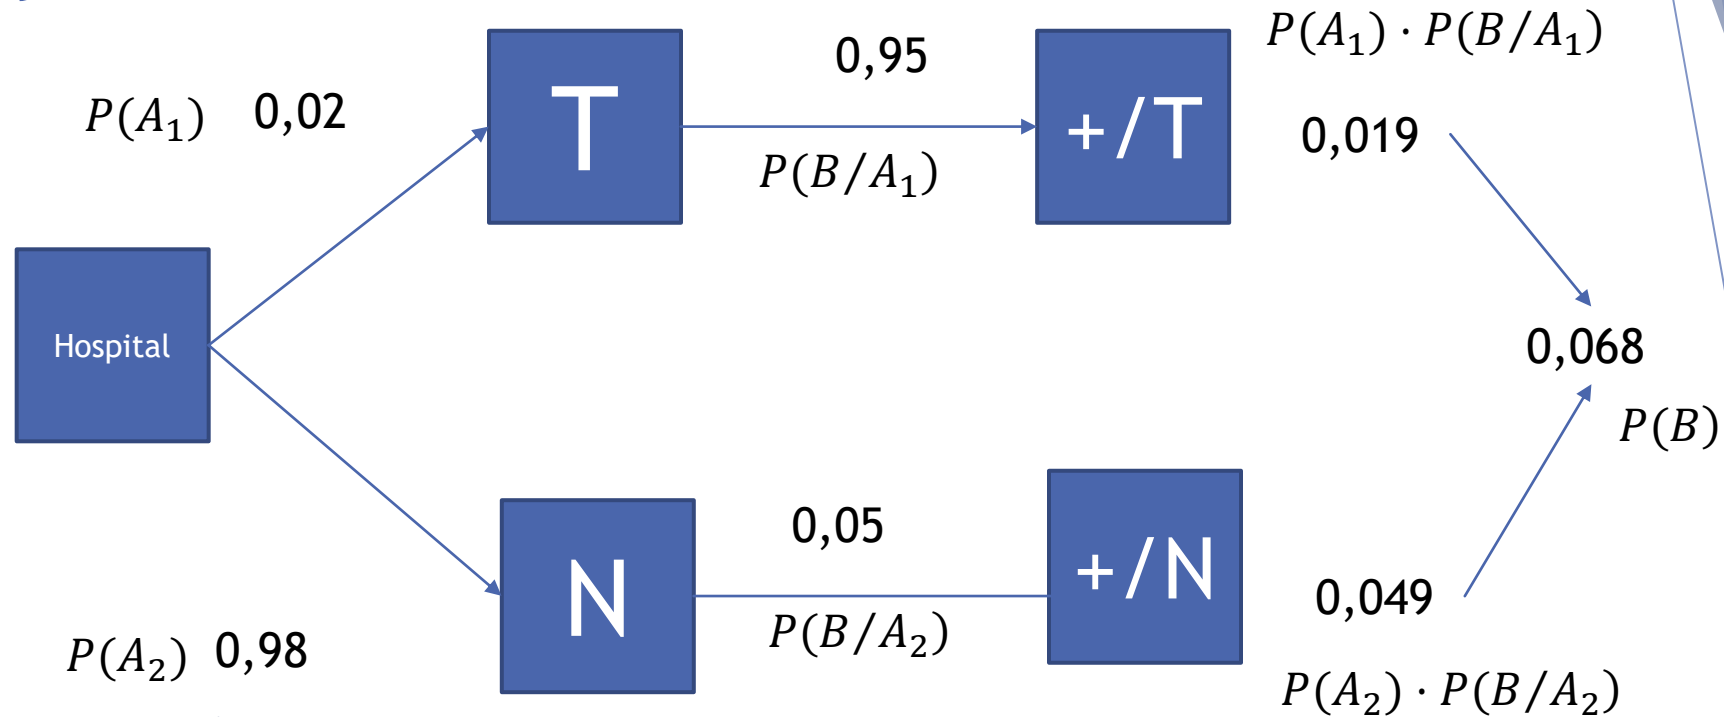 P(A₁) 0,02
T
0,95
P(B/A₁)
+/T
P(A₁) · P(B/A₁)
0,019
Hospital
0,068
P(B)
P(A₂) 0,98
N
0,05
P(B/A₂)
+/N
0,049
P(A₂) · P(B/A₂)